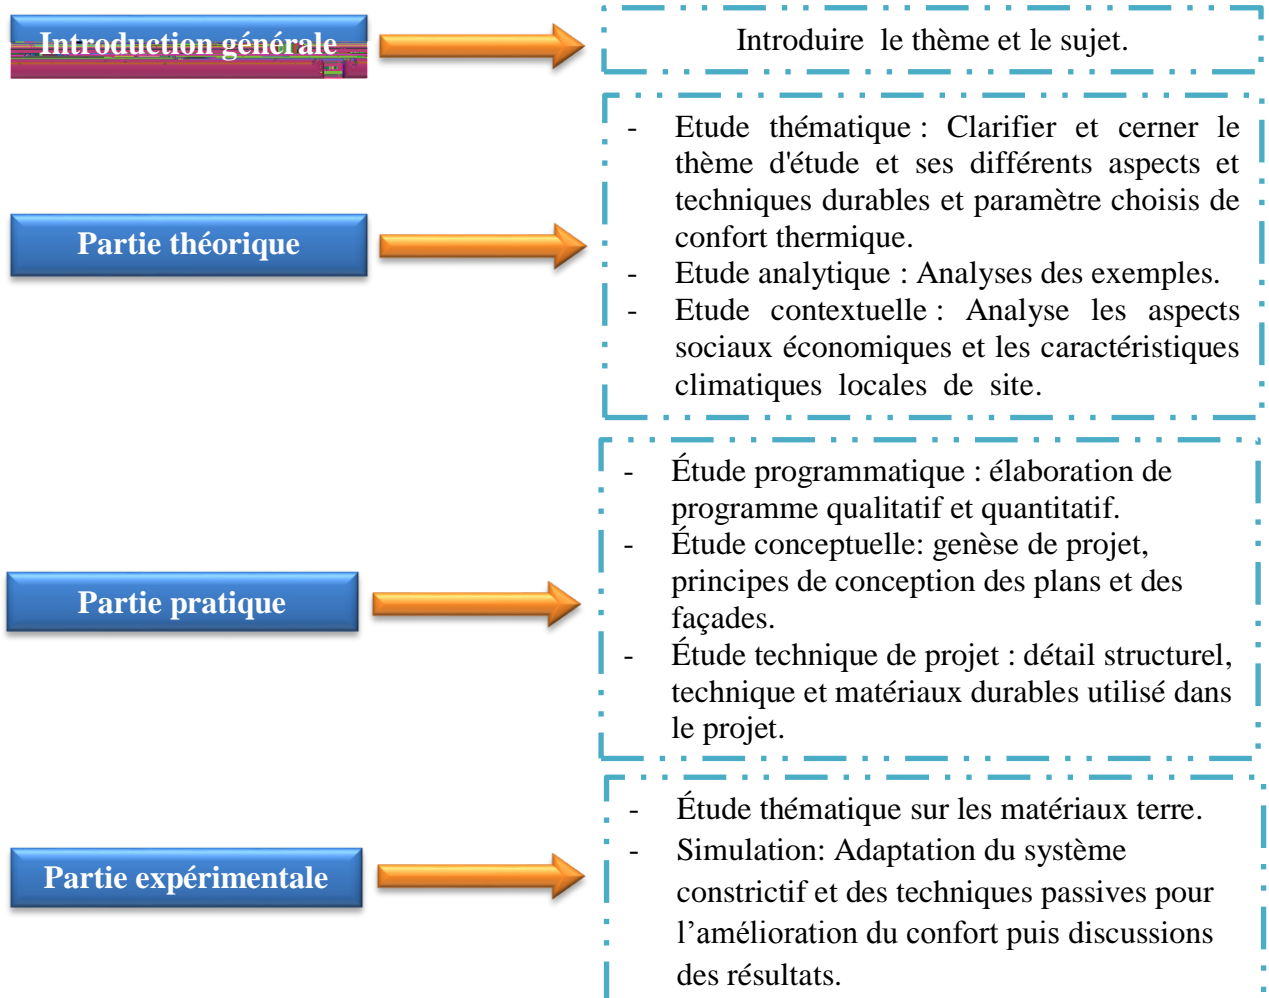 Introduction générale
Introduire le thème et le sujet.
Partie théorique
- Etude thématique : Clarifier et cerner le
thème d'étude et ses différents aspects et
techniques durables et paramètre choisis de
confort thermique.
- Etude analytique : Analyses des exemples.
- Etude contextuelle : Analyse les aspects
sociaux économiques et les caractéristiques
climatiques locales de site.
Partie pratique
- Étude programmatique : élaboration de
programme qualitatif et quantitatif.
- Étude conceptuelle: genèse de projet,
principes de conception des plans et des
façades.
- Étude technique de projet : détail structurel,
technique et matériaux durables utilisé dans
le projet.
Partie expérimentale
- Étude thématique sur les matériaux terre.
- Simulation: Adaptation du système
constrictif et des techniques passives pour
l’amélioration du confort puis discussions
des résultats.